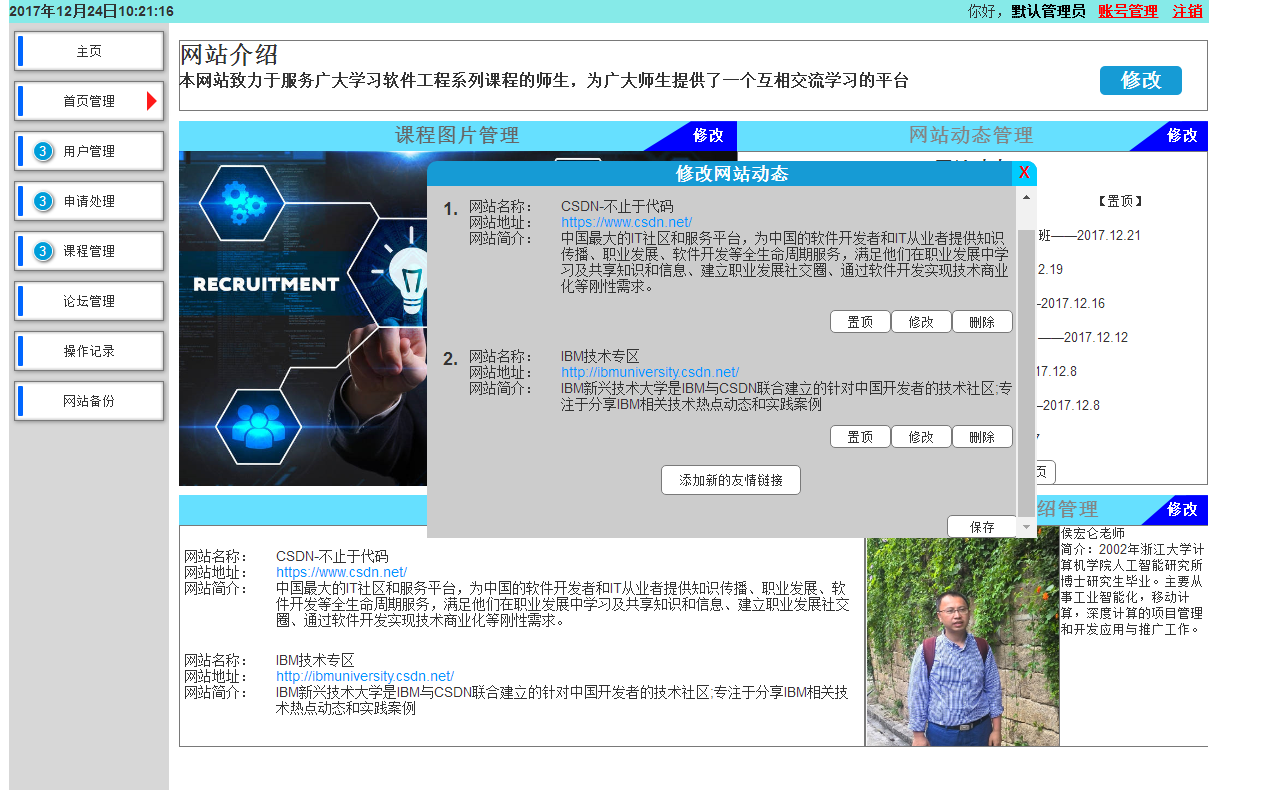 2017年12月24日10:21:16
你好，默认管理员 账号管理 注销
主页
首页管理
3 用户管理
3 申请处理
3 课程管理
论坛管理
操作记录
网站备份
网站介绍
本网站致力于服务广大学习软件工程系列课程的师生，为广大师生提供了一个互相交流学习的平台
修改
课程图片管理
修改
RECRUITMENT
网站动态管理
修改
【置顶】
班——2017.12.21
2.19
-2017.12.16
——2017.12.12
17.12.8
–2017.12.8
页
修改网站动态
X
1.
网站名称： CSDN-不止于代码
网站地址： https://www.csdn.net/
网站简介： 中国最大的IT社区和服务平台，为中国的软件开发者和IT从业者提供知识
传播、职业发展、软件开发等全生命周期服务，满足他们在职业发展中学
习及共享知识和信息、建立职业发展社交圈、通过软件开发实现技术商业
化等刚性需求。
置顶 修改 删除
2.
网站名称： IBM技术专区
网站地址： http://ibmuniversity.csdn.net/
网站简介： IBM新兴技术大学是IBM与CSDN联合建立的针对中国开发者的技术社区;专
注于分享IBM相关技术热点动态和实践案例
置顶 修改 删除
添加新的友情链接
保存
网站名称： CSDN-不止于代码
网站地址： https://www.csdn.net/
网站简介： 中国最大的IT社区和服务平台，为中国的软件开发者和IT从业者提供知识传播、职业发展、软
件开发等全生命周期服务，满足他们在职业发展中学习及共享知识和信息、建立职业发展社交
圈、通过软件开发实现技术商业化等刚性需求。
网站名称： IBM技术专区
网站地址： http://ibmuniversity.csdn.net/
网站简介： IBM新兴技术大学是IBM与CSDN联合建立的针对中国开发者的技术社区;专注于分享IBM相关技
术热点动态和实践案例
绍管理
修改
侯宏仑老师
简介：2002年浙江大学计
算机学院人工智能研究所
博士研究生毕业。主要从
事工业智能化，移动计
算，深度计算的项目管理
和开发应用与推广工作。